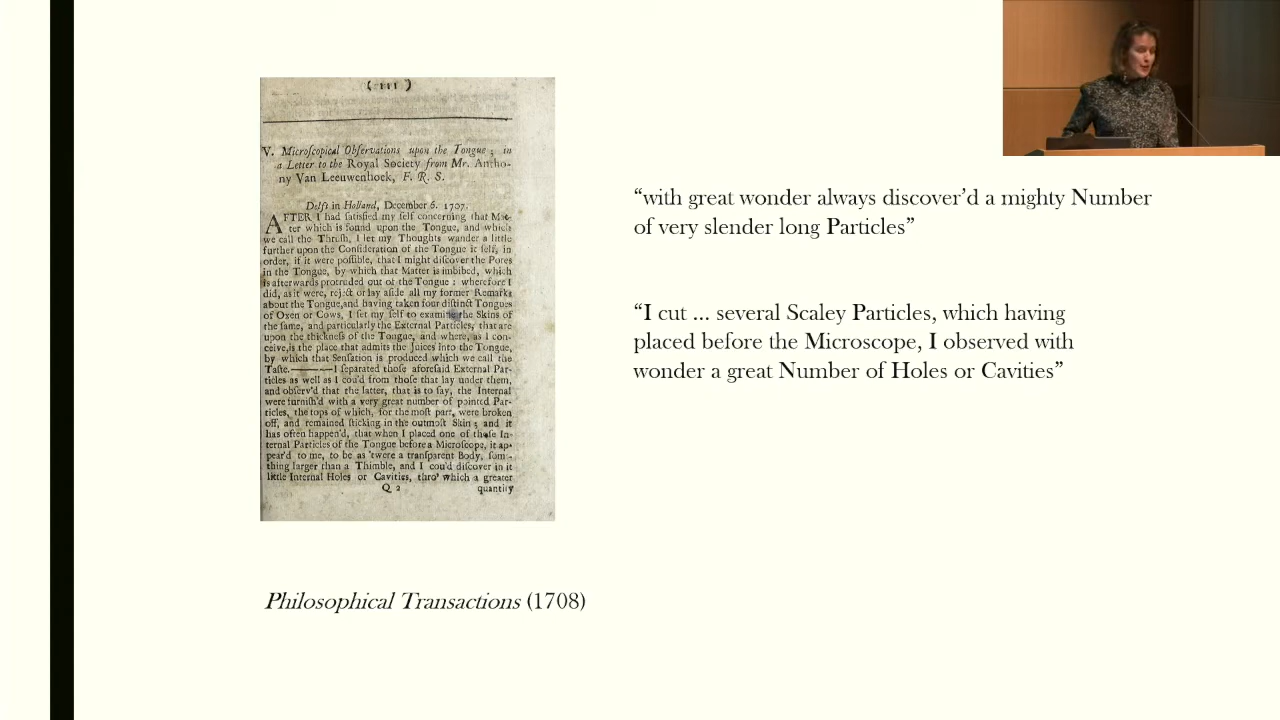 ( 111 )
V. Microſcopical Obſervations upon the Tongue ; in
a Letter to the Royal Society from Mr. Antho-
ny Van Leeuwenhoek, F. R. S.
Delft in Holland, December 6. 1707.
AFTER I had ſatisfied my ſelf concerning that Mat-
ter which is found upon the Tongue, and which
we call the Thruſh, I let my Thoughts wander a little
further upon the Conſideration of the Tongue it ſelf, in
order, if it were poſſible, that I might diſcover the Pores
in the Tongue, by which that Matter is imbibed, which
is afterwards protruded out of the Tongue : wherefore I
did, as it were, reject or lay aſide all my former Remarks
about the Tongue, and having taken four diſtinct Tongues
of Oxen or Cows, I ſet my ſelf to examine the Skins of
the ſame, and particularly the External Particles, that are
upon the thickneſs of the Tongue, and where, as I con-
ceive, is the place that admits the Juices into the Tongue,
by which that Senſation is produced which we call the
Taſte.———I ſeparated thoſe aforeſaid External Par-
ticles as well as I cou'd from thoſe that lay under them,
and obſerv'd that the latter, that is to ſay, the Internal
were furniſh'd with a very great number of pointed Par-
ticles, the tops of which, for the moſt part, were broken
off, and remained ſticking in the outmoſt Skin ; and it
has often happen'd, that when I placed one of thoſe In-
ternal Particles of the Tongue before a Microſcope, it ap-
pear'd to me, to be as 'twere a tranſparent Body, ſom-
thing larger than a Thimble, and I cou'd diſcover in it
little Internal Holes or Cavities, thro' which a greater
Q 2 quantity
“with great wonder always discover’d a mighty Number
of very slender long Particles”
“I cut ... several Scaley Particles, which having
placed before the Microscope, I observed with
wonder a great Number of Holes or Cavities”
Philosophical Transactions (1708)